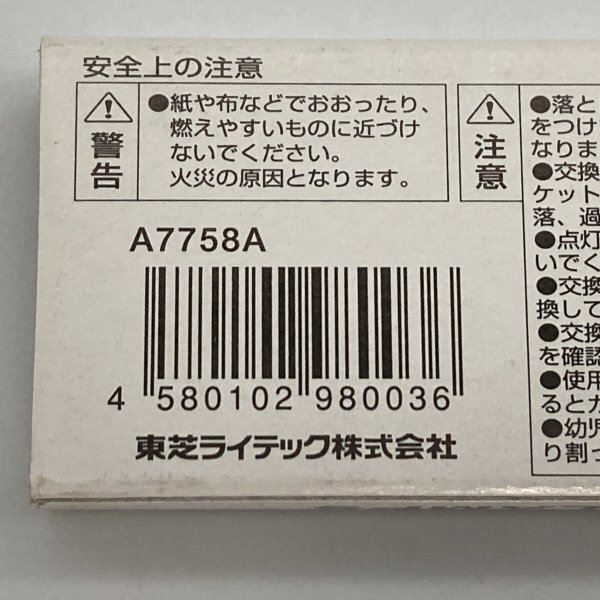 安全上の注意
警告
●紙や布などでおおったり、
燃えやすいものに近づけ
ないでください。
火災の原因となります。
注意
●落と
をつけ
なりま
●交換
ケット
落、過
●点灯
いでく
●交換
換して
●交換
を確認
●使用
るとカ
●幼児
り割っ
A7758A
4 580102 980036
東芝ライテック株式会社